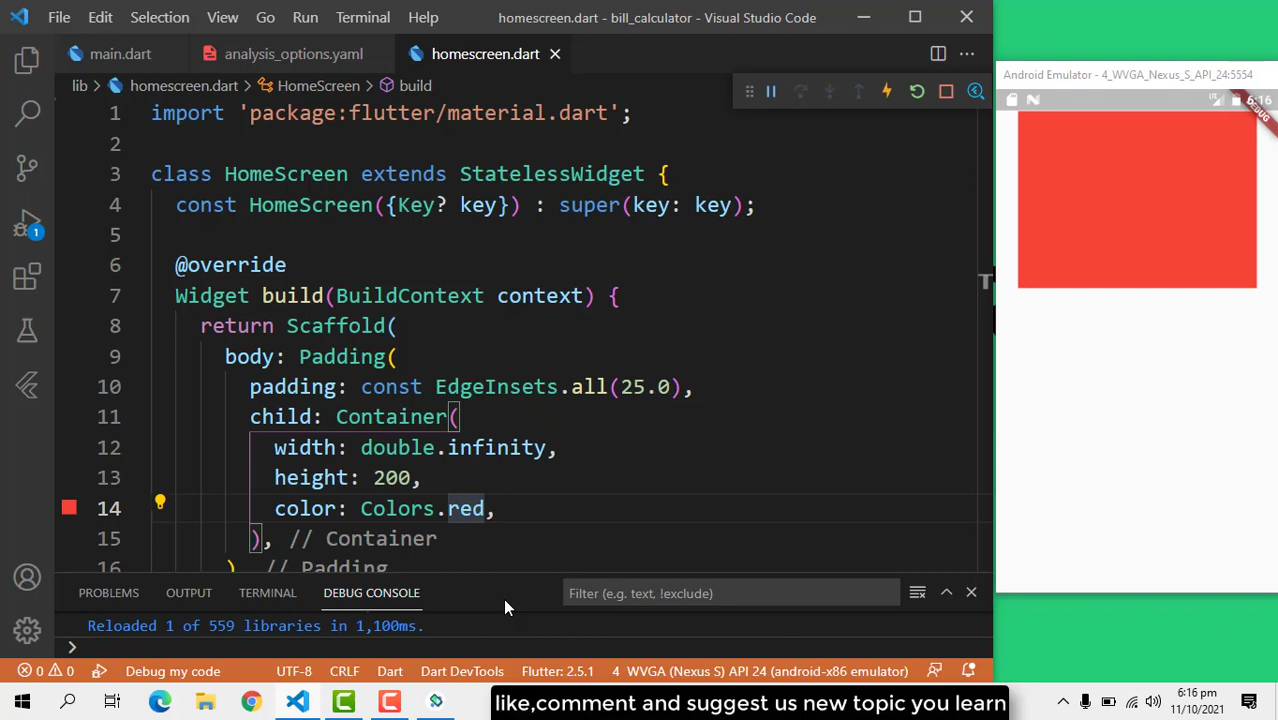 File Edit Selection View Go Run Terminal Help homescreen.dart - bill_calculator - Visual Studio Code
main.dart analysis_options.yaml homescreen.dart
lib homescreen.dart HomeScreen build
1 import 'package:flutter/material.dart';
2
3 class HomeScreen extends StatelessWidget {
4 const HomeScreen({Key? key}) : super(key: key);
5
6 @override
7 Widget build(BuildContext context) {
8 return Scaffold(
9 body: Padding(
10 padding: const EdgeInsets.all(25.0),
11 child: Container(
12 width: double.infinity,
13 height: 200,
14 color: Colors.red,
15 ), // Container
16 ) // Padding
PROBLEMS OUTPUT TERMINAL DEBUG CONSOLE Filter (e.g. text, !exclude)
Reloaded 1 of 559 libraries in 1,100ms.
0 0 Debug my code UTF-8 CRLF Dart Dart DevTools Flutter: 2.5.1 4 WVGA (Nexus S) API 24 (android-x86 emulator)
1
Android Emulator - 4_WVGA_Nexus_S_API_24:5554
LTE 6:16
DEBUG
T
like,comment and suggest us new topic you learn
6:16 pm
11/10/2021